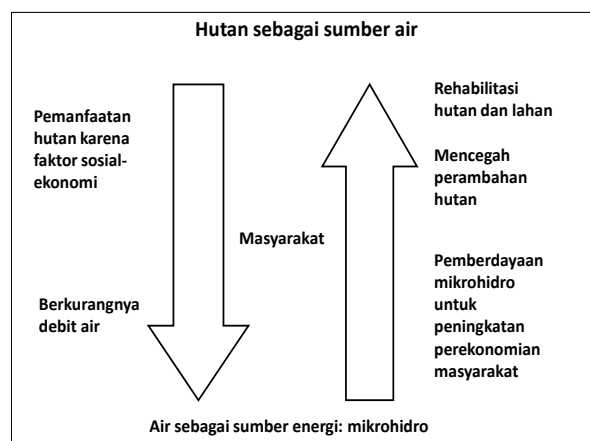 Hutan sebagai sumber air
Pemanfaatan
hutan karena
faktor sosial-
ekonomi
Berkurangnya
debit air
Masyarakat
Rehabilitasi
hutan dan lahan
Mencegah
perambahan
hutan
Pemberdayaan
mikrohidro
untuk
peningkatan
perekonomian
masyarakat
Air sebagai sumber energi: mikrohidro